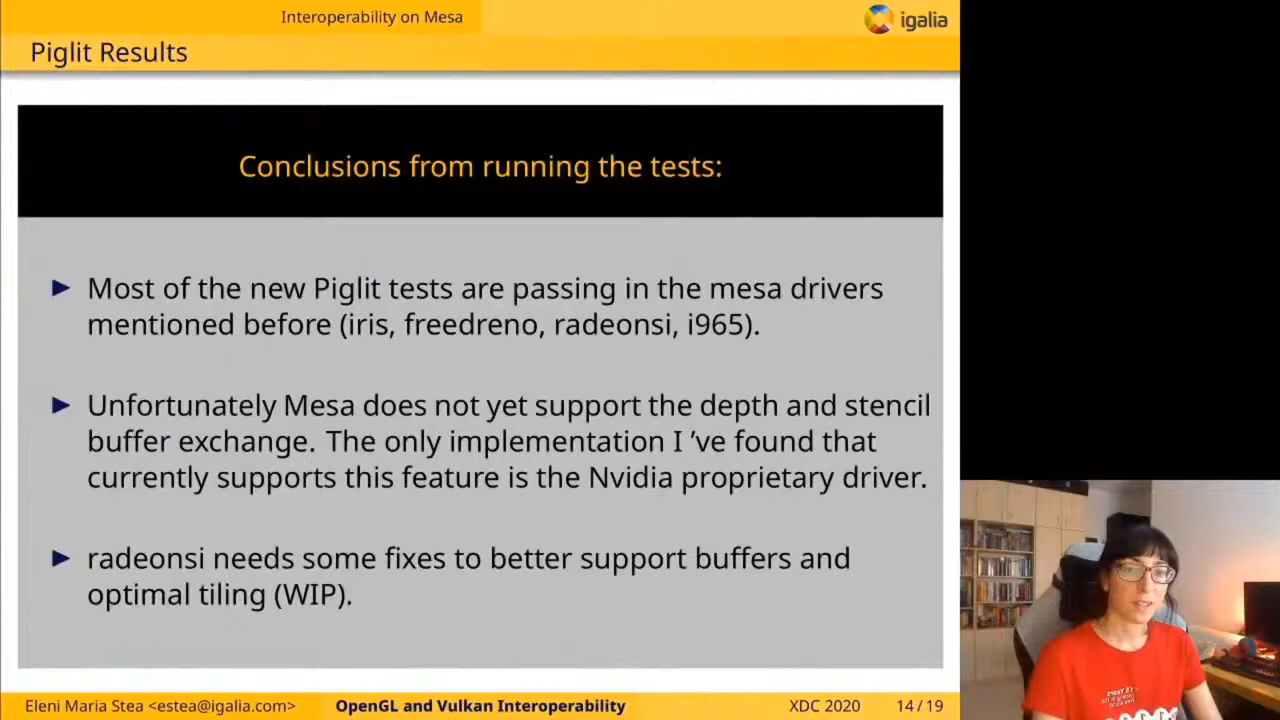 Interoperability on Mesa
igalia
Piglit Results
Conclusions from running the tests:
Most of the new Piglit tests are passing in the mesa drivers
mentioned before (iris, freedreno, radeonsi, i965).
Unfortunately Mesa does not yet support the depth and stencil
buffer exchange. The only implementation I 've found that
currently supports this feature is the Nvidia proprietary driver.
radeonsi needs some fixes to better support buffers and
optimal tiling (WIP).
Eleni Maria Stea <estea@igalia.com>
OpenGL and Vulkan Interoperability
XDC 2020
14 / 19